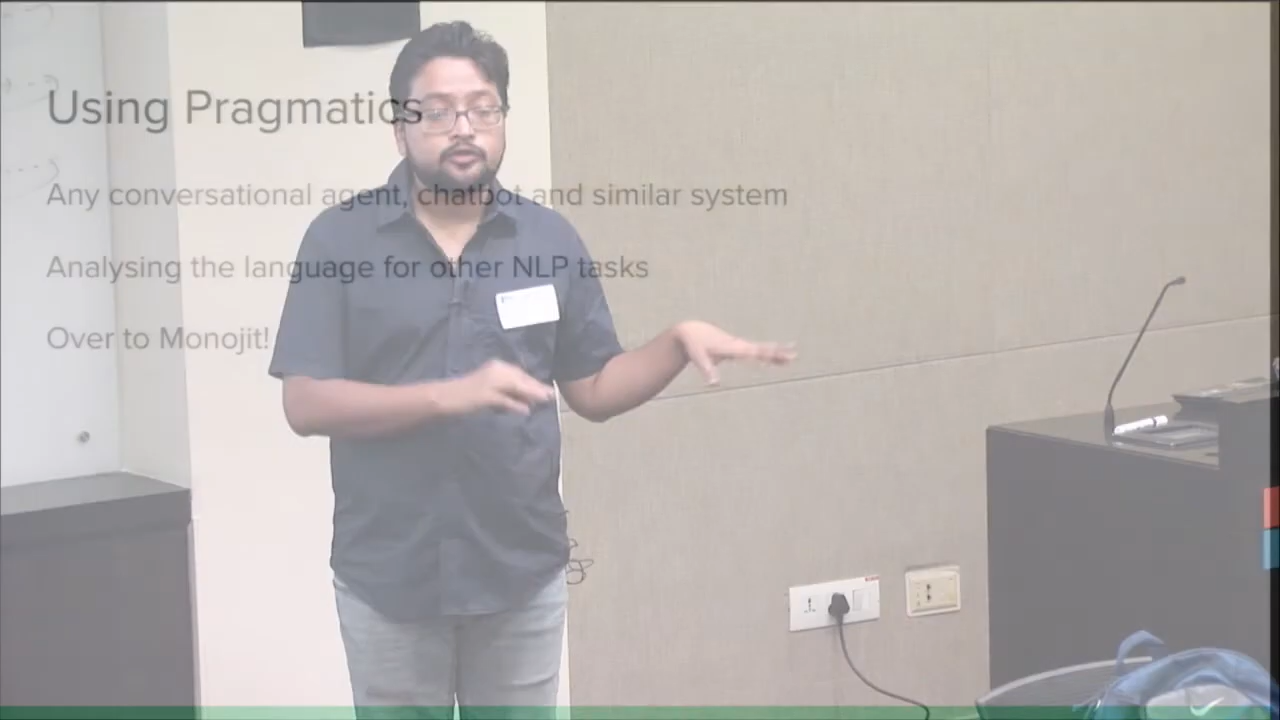 Using Pragmatics
Any conversational agent, chatbot and similar system
Analysing the language for other NLP tasks
Over to Monojit!